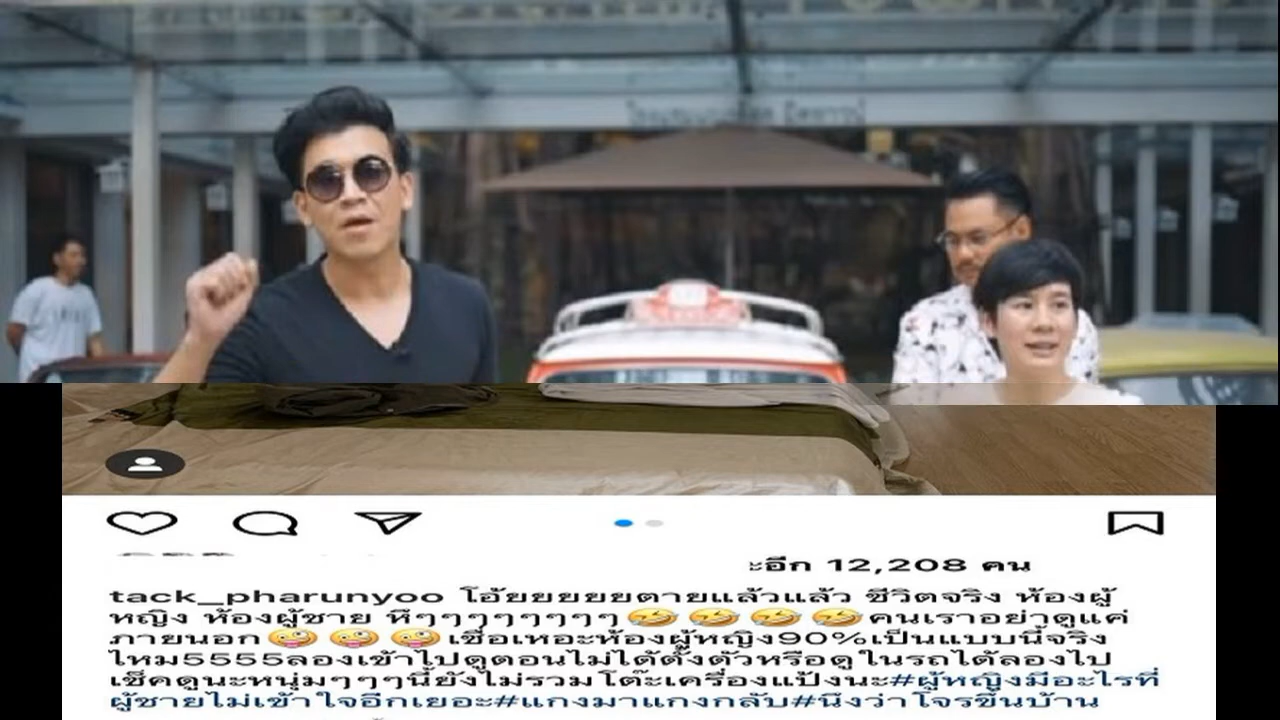 ะอีก 12,208 คน
tack_pharunyoo โอ้ยยยยยตายแล้วแล้ว ชีวิตจริง ห้องผู้
หญิง ห้องผู้ชาย หึๆๆๆๆๆๆๆๆ🤣 🤣 🤣 🤣คนเราอย่าดูแค่
ภายนอก🤪 🤪 🤪เชื่อเหอะห้องผู้หญิง90%เป็นแบบนี้จริง
ไหม5555ลองเข้าไปดูตอนไม่ได้ตั้งตัวหรือดูในรถได้ลองไป
เช็คดูนะหนุ่มๆๆๆนี่ยังไม่รวมโต๊ะเครื่องแป้งนะ#ผู้หญิงมีอะไรที่
ผู้ชายไม่เข้าใจอีกเยอะ#แกงมาแกงกลับ#นึงว่าโจรขึ้นบ้าน